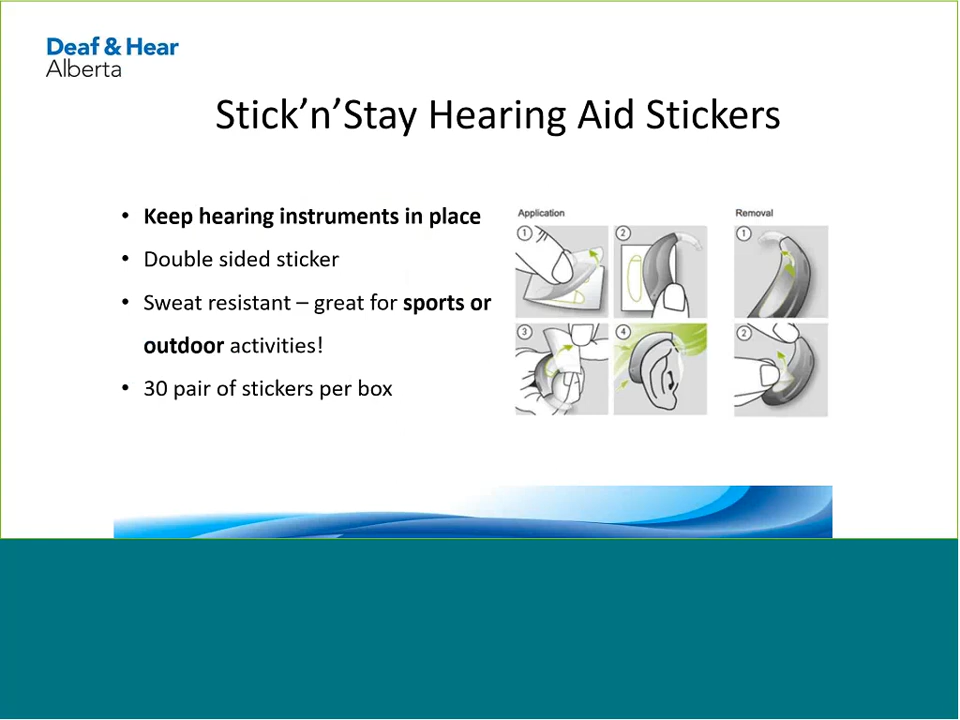 Deaf & Hear
Alberta
Stick’n’Stay Hearing Aid Stickers
• Keep hearing instruments in place
• Double sided sticker
• Sweat resistant – great for sports or
outdoor activities!
• 30 pair of stickers per box
Application
1
2
3
4
Removal
1
2